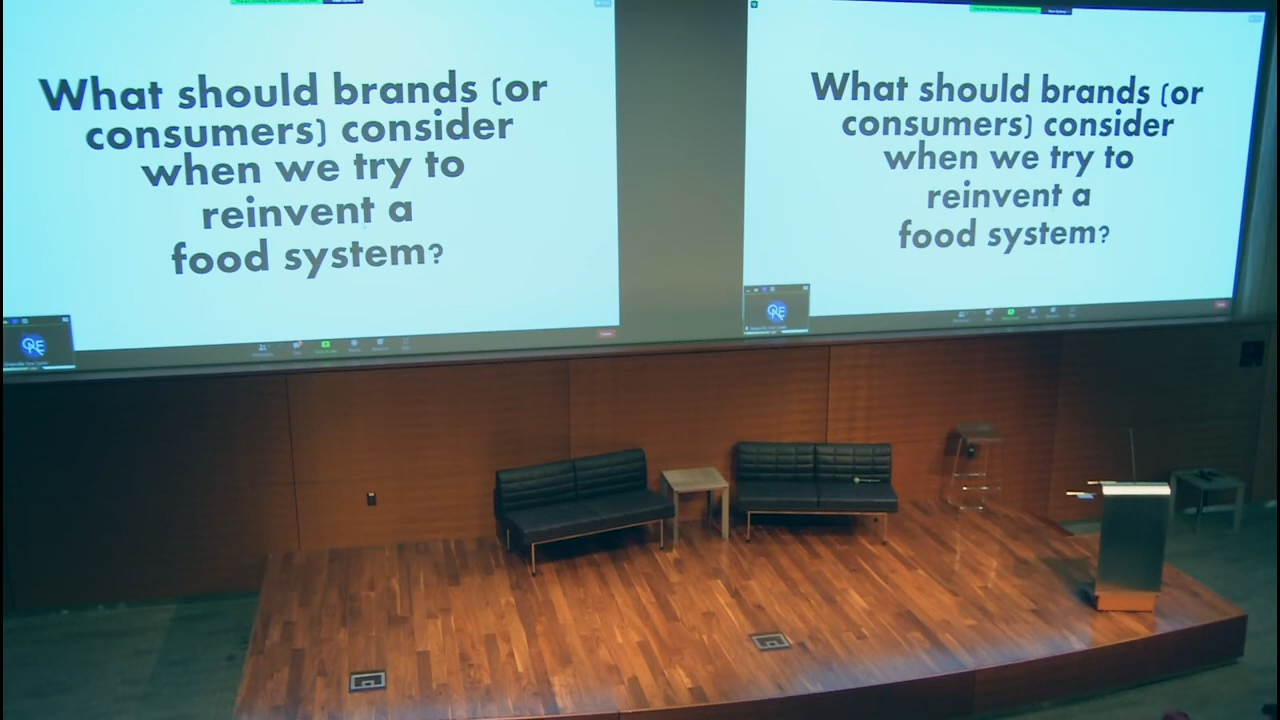 What should brands (or
consumers) consider
when we try to
reinvent a
food system?
What should brands (or
consumers) consider
when we try to
reinvent a
food system?